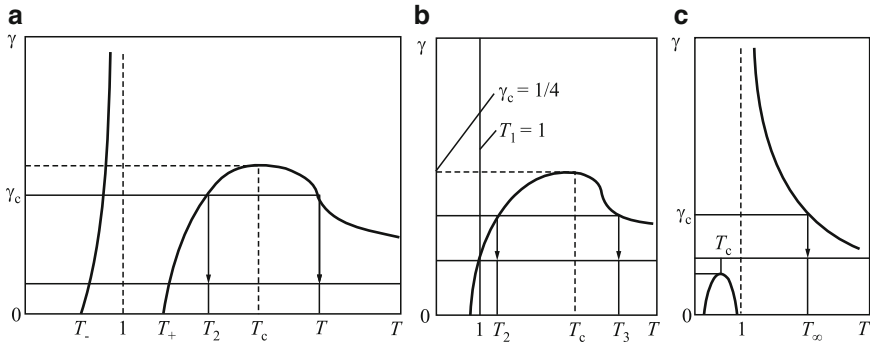 a
γ
γc
0
T- 1 T+ T2 Tc T T
b
γ
γc = 1/4
T1 = 1
0
1 T2 Tc T3 T
c
γ
γc
Tc
0
1 T∞ T